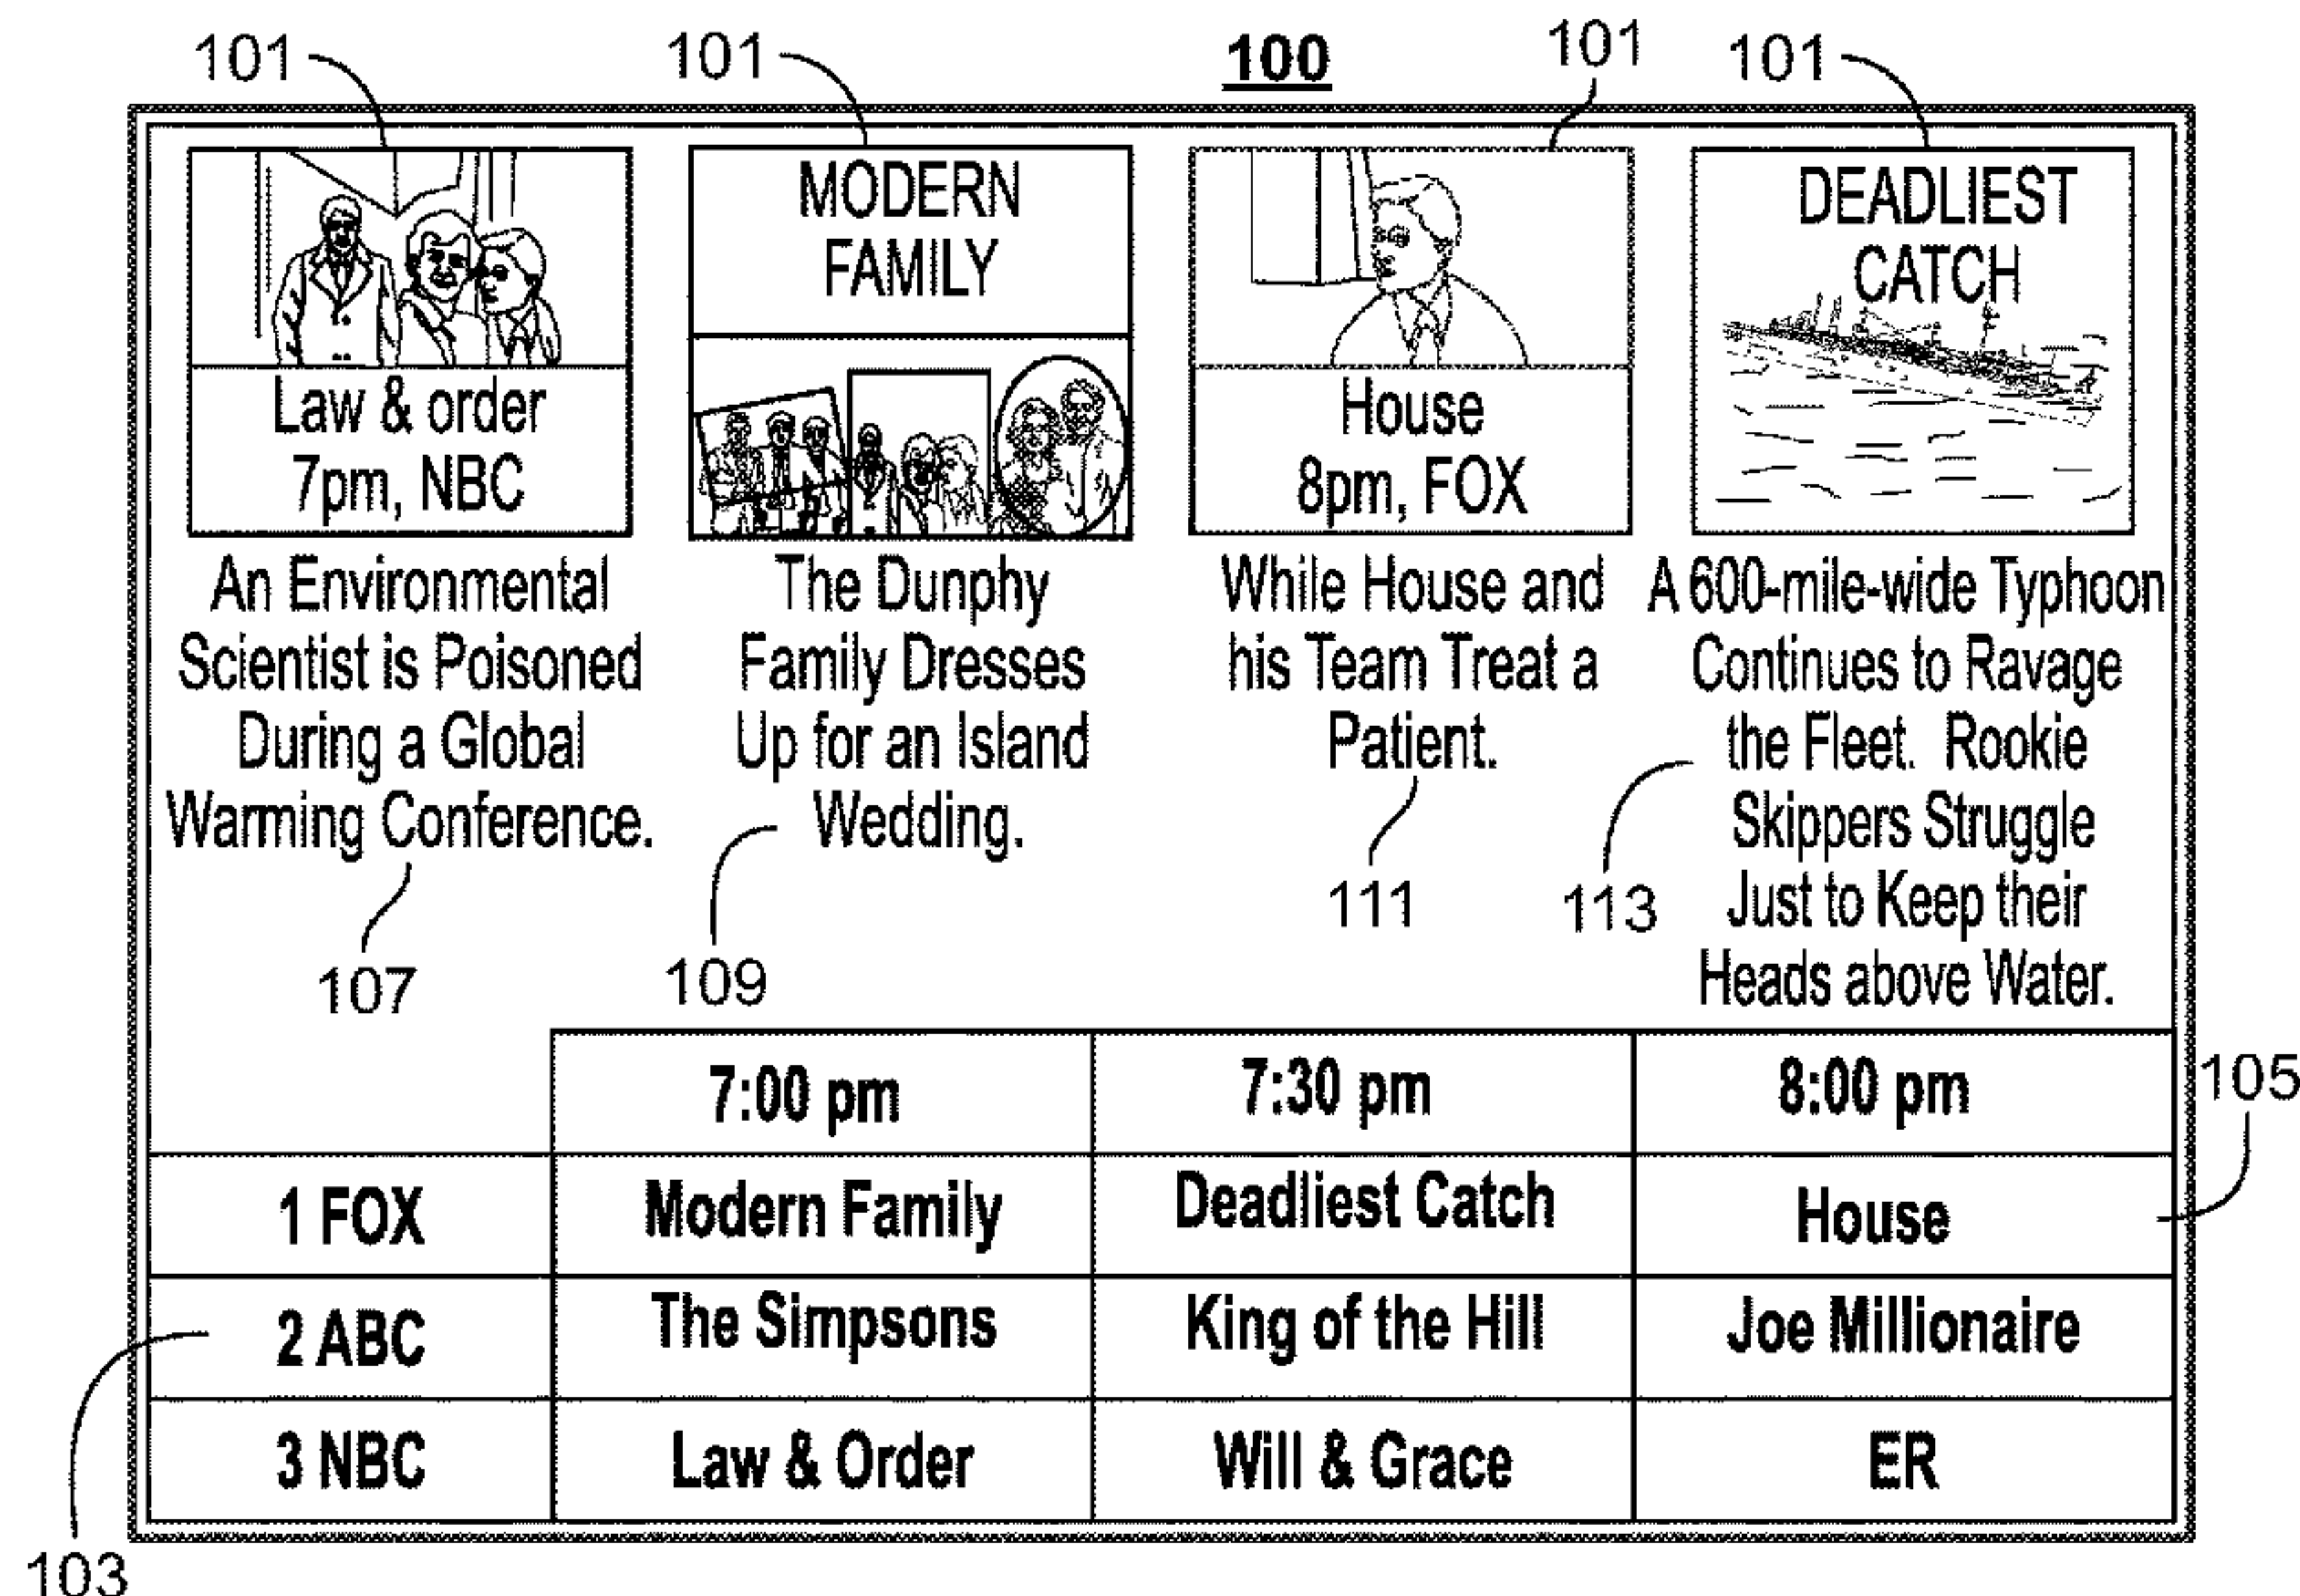 100
101
101
101
101
Law & order
7pm, NBC
MODERN
FAMILY
House
8pm, FOX
DEADLIEST
CATCH
An Environmental
Scientist is Poisoned
During a Global
Warming Conference.
107
The Dunphy
Family Dresses
Up for an Island
Wedding.
109
While House and
his Team Treat a
Patient.
111
A 600-mile-wide Typhoon
Continues to Ravage
the Fleet. Rookie
Skippers Struggle
Just to Keep their
Heads above Water.
113
7:00 pm 7:30 pm 8:00 pm
105
1 FOX Modern Family Deadliest Catch House
2 ABC The Simpsons King of the Hill Joe Millionaire
3 NBC Law & Order Will & Grace ER
103